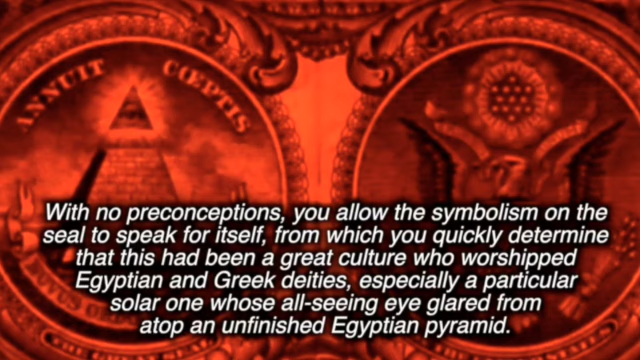 ANNUIT CŒPTIS
With no preconceptions, you allow the symbolism on the
seal to speak for itself, from which you quickly determine
that this had been a great culture who worshipped
Egyptian and Greek deities, especially a particular
solar one whose all-seeing eye glared from
atop an unfinished Egyptian pyramid.